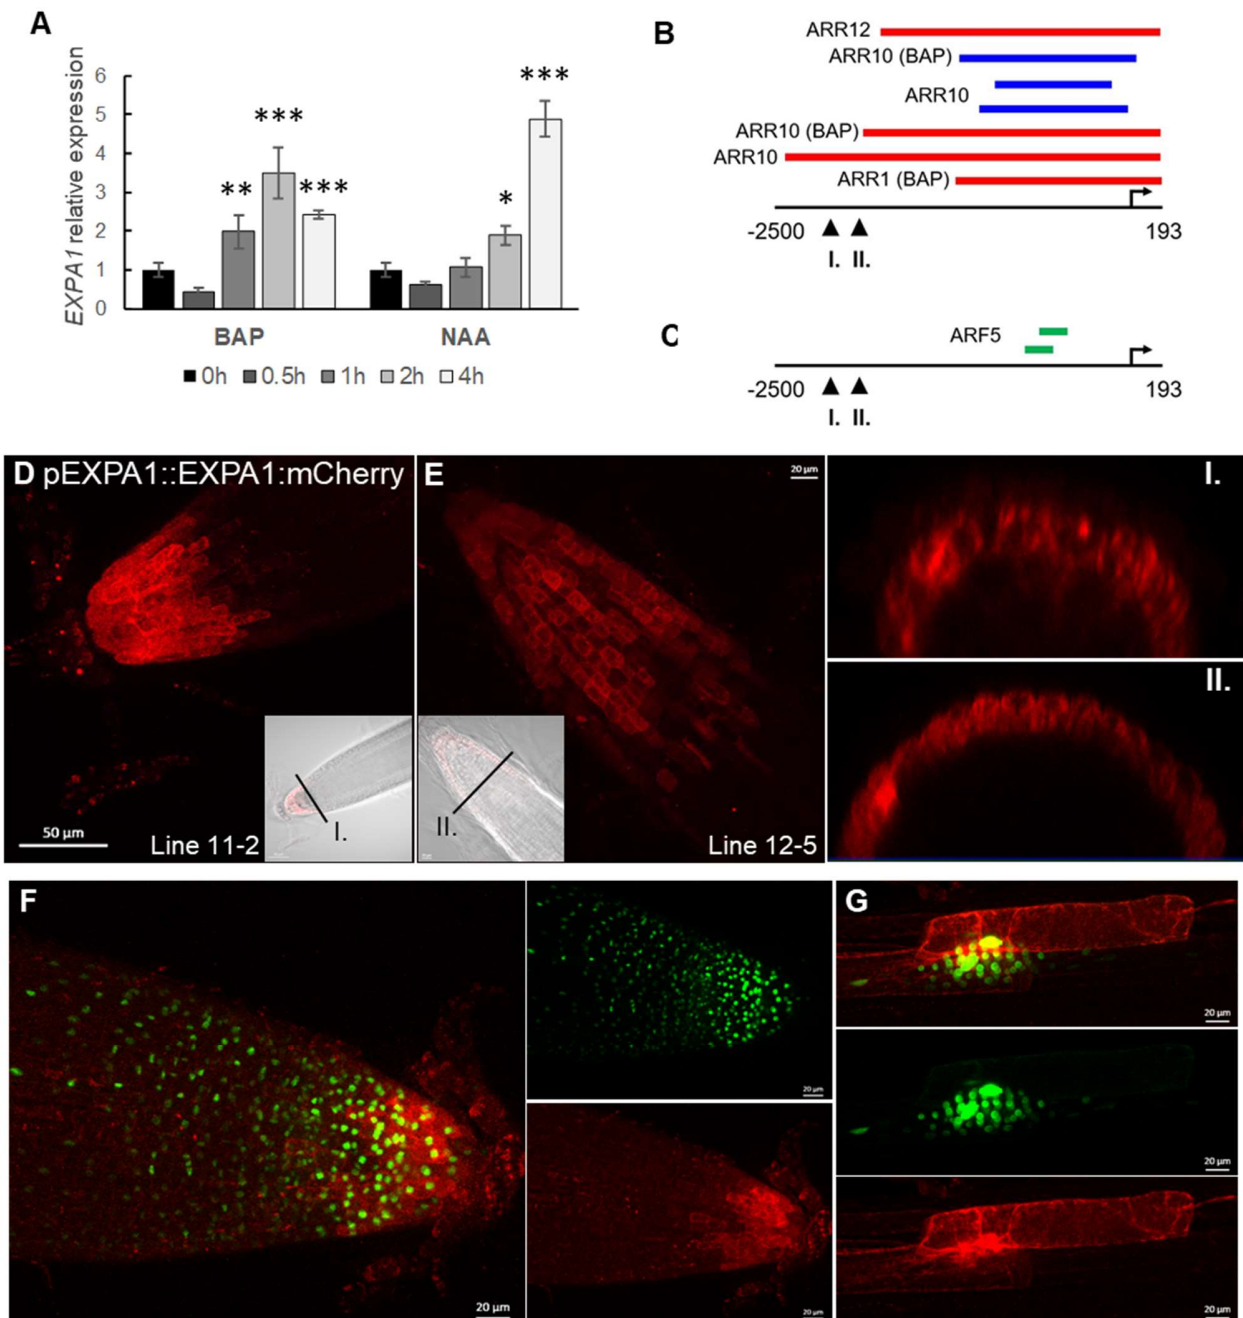 A
EXPA1 relative expression
6
5
4
3
2
1
0
** *** ***
* ***
BAP NAA
0h 0.5h 1h 2h 4h
B
ARR12
ARR10 (BAP)
ARR10
ARR10 (BAP)
ARR10
ARR1 (BAP)
-2500 193
I. II.
C
ARF5
-2500 193
I. II.
D pEXPA1::EXPA1:mCherry
50 µm
I.
Line 11-2
E
20 µm
II.
Line 12-5
I.
II.
F
20 µm
20 µm
20 µm
G
20 µm
20 µm
20 µm